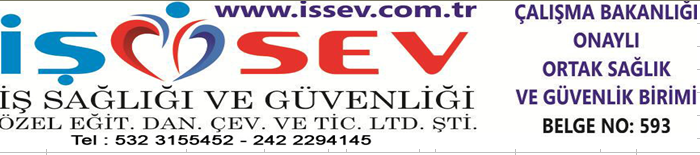 www.issev.com.tr
İŞ SEV
İŞ SAĞLIĞI VE GÜVENLİĞİ
ÖZEL EĞİT. DAN. ÇEV. VE TİC. LTD. ŞTİ.
Tel : 532 3155452 - 242 2294145
ÇALIŞMA BAKANLIĞI
ONAYLI
ORTAK SAĞLIK
VE GÜVENLİK BİRİMİ
BELGE NO: 593